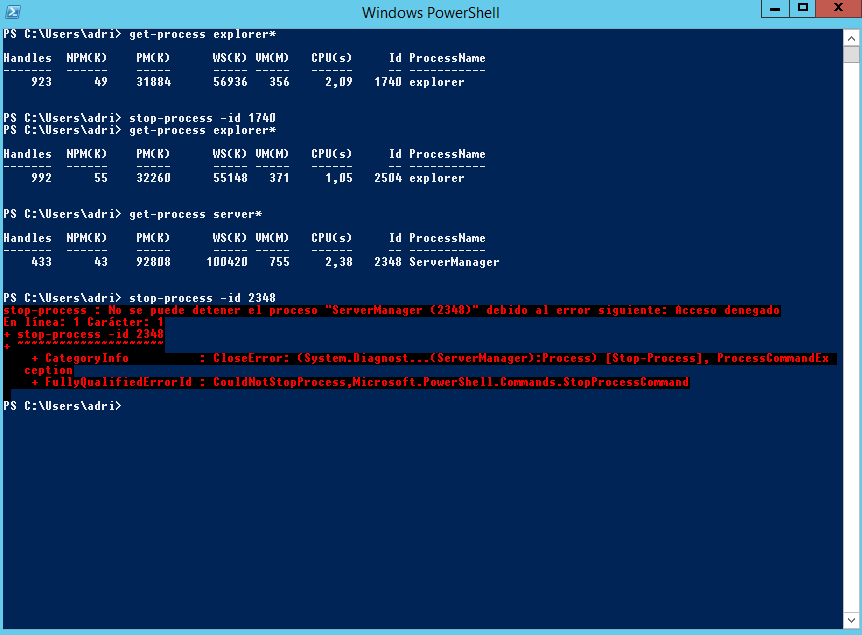 Windows PowerShell
PS C:\Users\adri> get-process explorer*
Handles  NPM(K)    PM(K)      WS(K) VM(M)   CPU(s)     Id ProcessName
-------  ------    -----      ----- -----   ------     -- -----------
    923      49    31884      56936   356     2,09   1740 explorer
PS C:\Users\adri> stop-process -id 1740
PS C:\Users\adri> get-process explorer*
Handles  NPM(K)    PM(K)      WS(K) VM(M)   CPU(s)     Id ProcessName
-------  ------    -----      ----- -----   ------     -- -----------
    992      55    32260      55148   371     1,05   2504 explorer
PS C:\Users\adri> get-process server*
Handles  NPM(K)    PM(K)      WS(K) VM(M)   CPU(s)     Id ProcessName
-------  ------    -----      ----- -----   ------     -- -----------
    433      43    92808     100420   755     2,38   2348 ServerManager
PS C:\Users\adri> stop-process -id 2348
stop-process : No se puede detener el proceso "ServerManager (2348)" debido al error siguiente: Acceso denegado
En línea: 1 Carácter: 1
+ stop-process -id 2348
+ ~~~~~~~~~~~~~~~~~~~~~
    + CategoryInfo          : CloseError: (System.Diagnost...(ServerManager):Process) [Stop-Process], ProcessCommandEx
   ception
    + FullyQualifiedErrorId : CouldNotStopProcess,Microsoft.PowerShell.Commands.StopProcessCommand
PS C:\Users\adri>